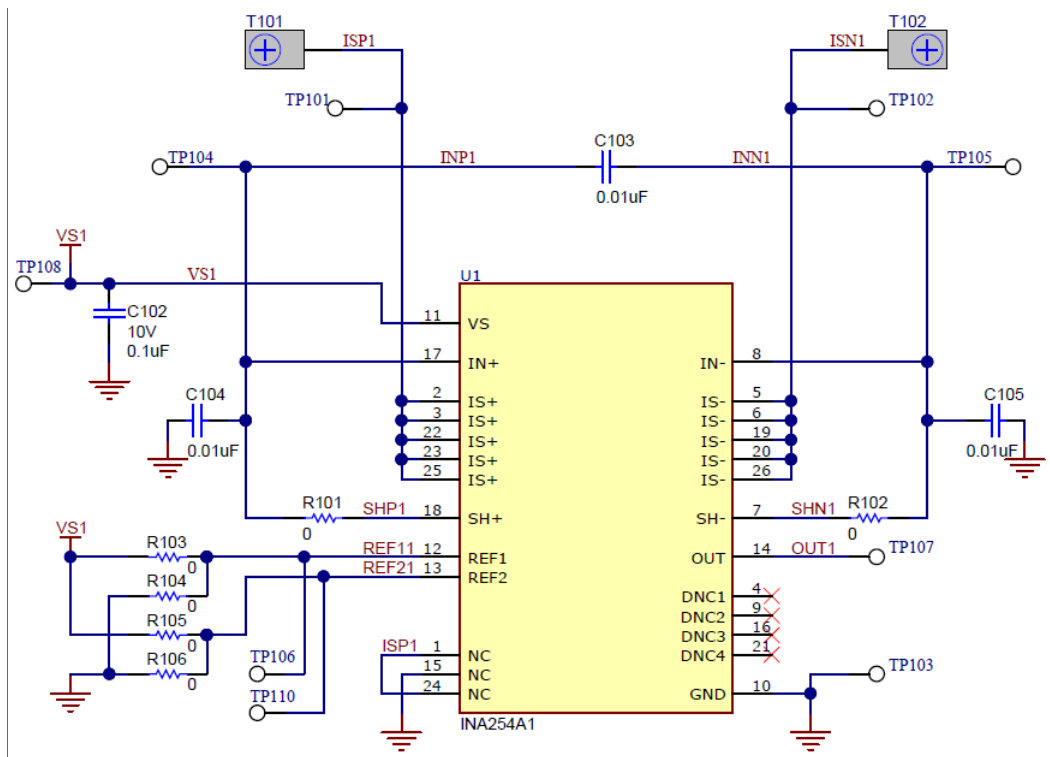 T101
T102
ISP1
ISN1
TP101
TP102
TP104
INP1
C103
INN1
TP105
0.01uF
VS1
TP108
VS1
U1
C102
10V
0.1uF
11
VS
17
IN+
IN-
8
C104
C105
2
IS+
IS-
5
3
IS+
IS-
6
22
IS+
IS-
19
0.01uF
0.01uF
23
IS+
IS-
20
25
IS+
IS-
26
R101
SHP1
18
SH+
SH-
7
SHN1
R102
0
0
VS1
R103
0
REF11
12
REF1
OUT
14
OUT1
TP107
REF21
13
REF2
R104
0
DNC1
4
DNC2
9
R105
0
DNC3
16
ISP1
1
NC
DNC4
21
R106
0
15
NC
TP106
24
NC
GND
10
TP103
TP110
INA254A1